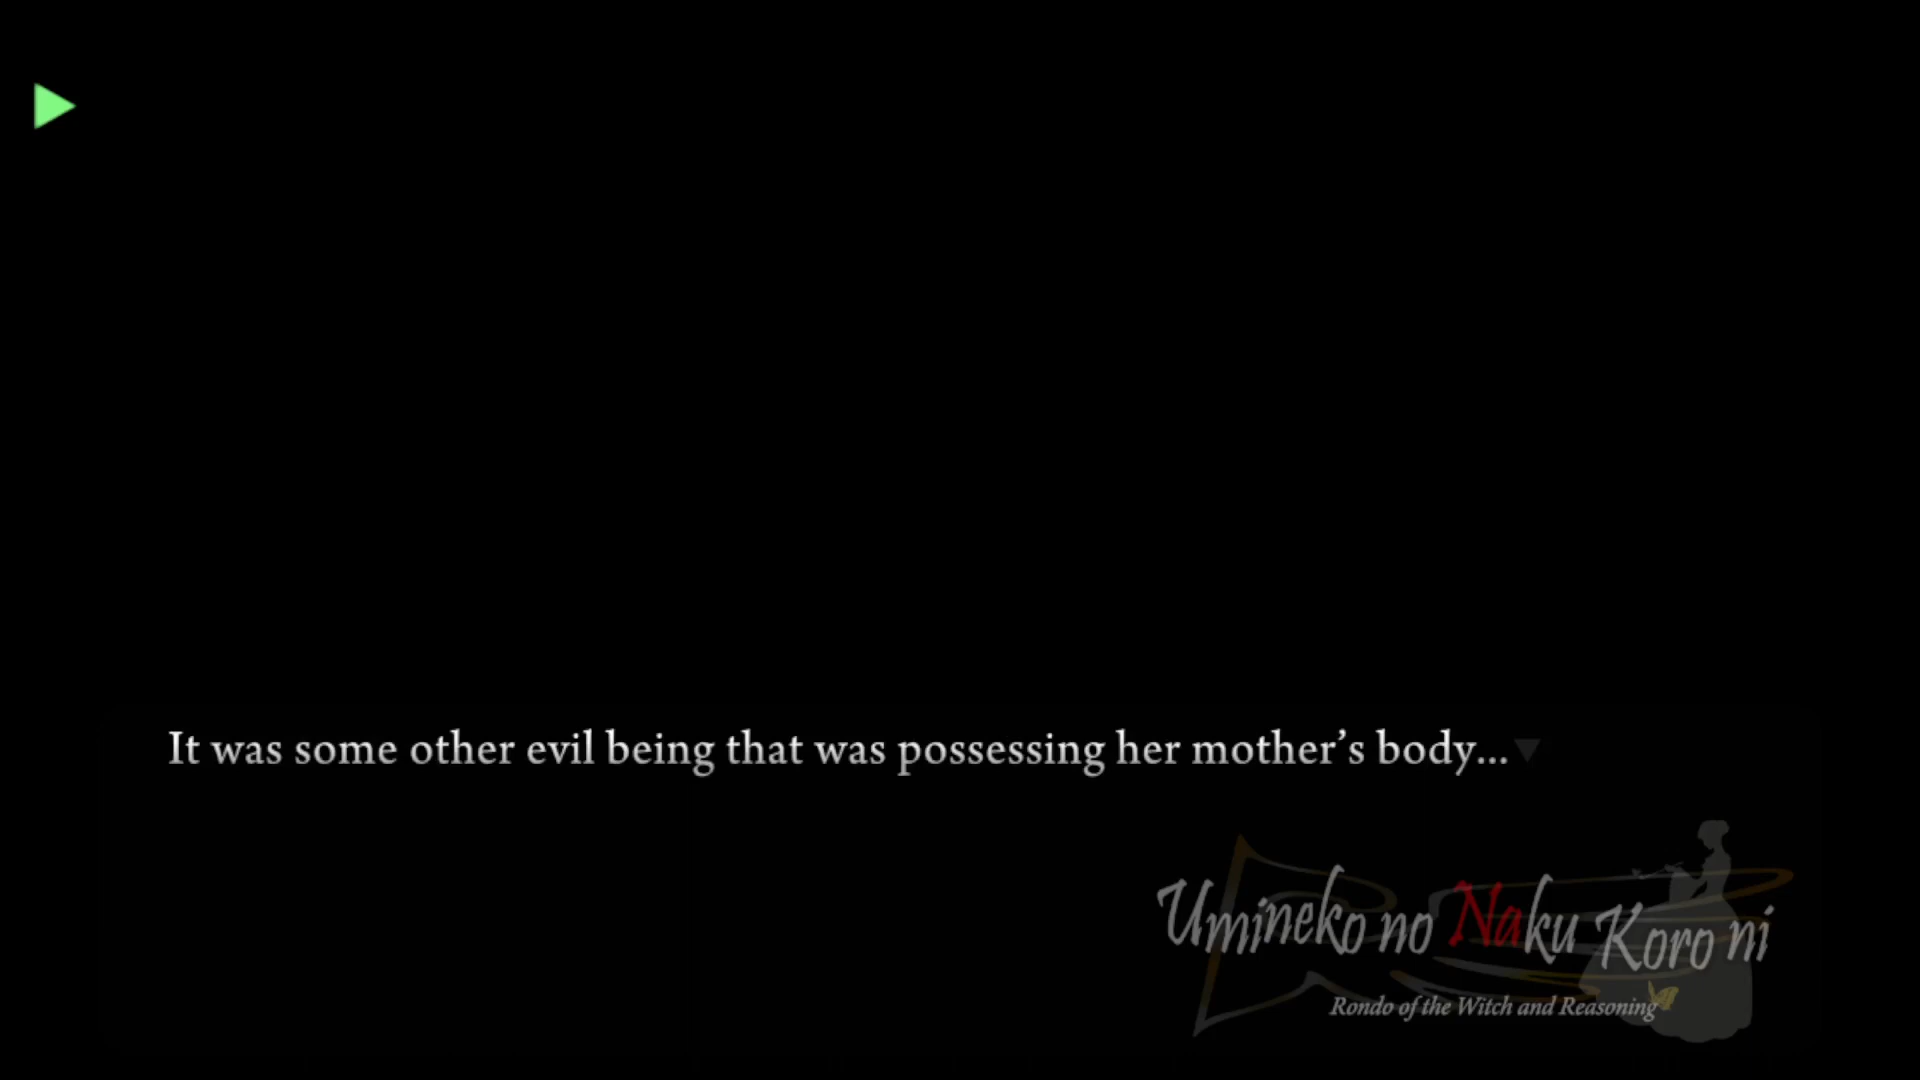 It was some other evil being that was possessing her mother’s body...
Umineko no Naku Koro ni
Rondo of the Witch and Reasoning